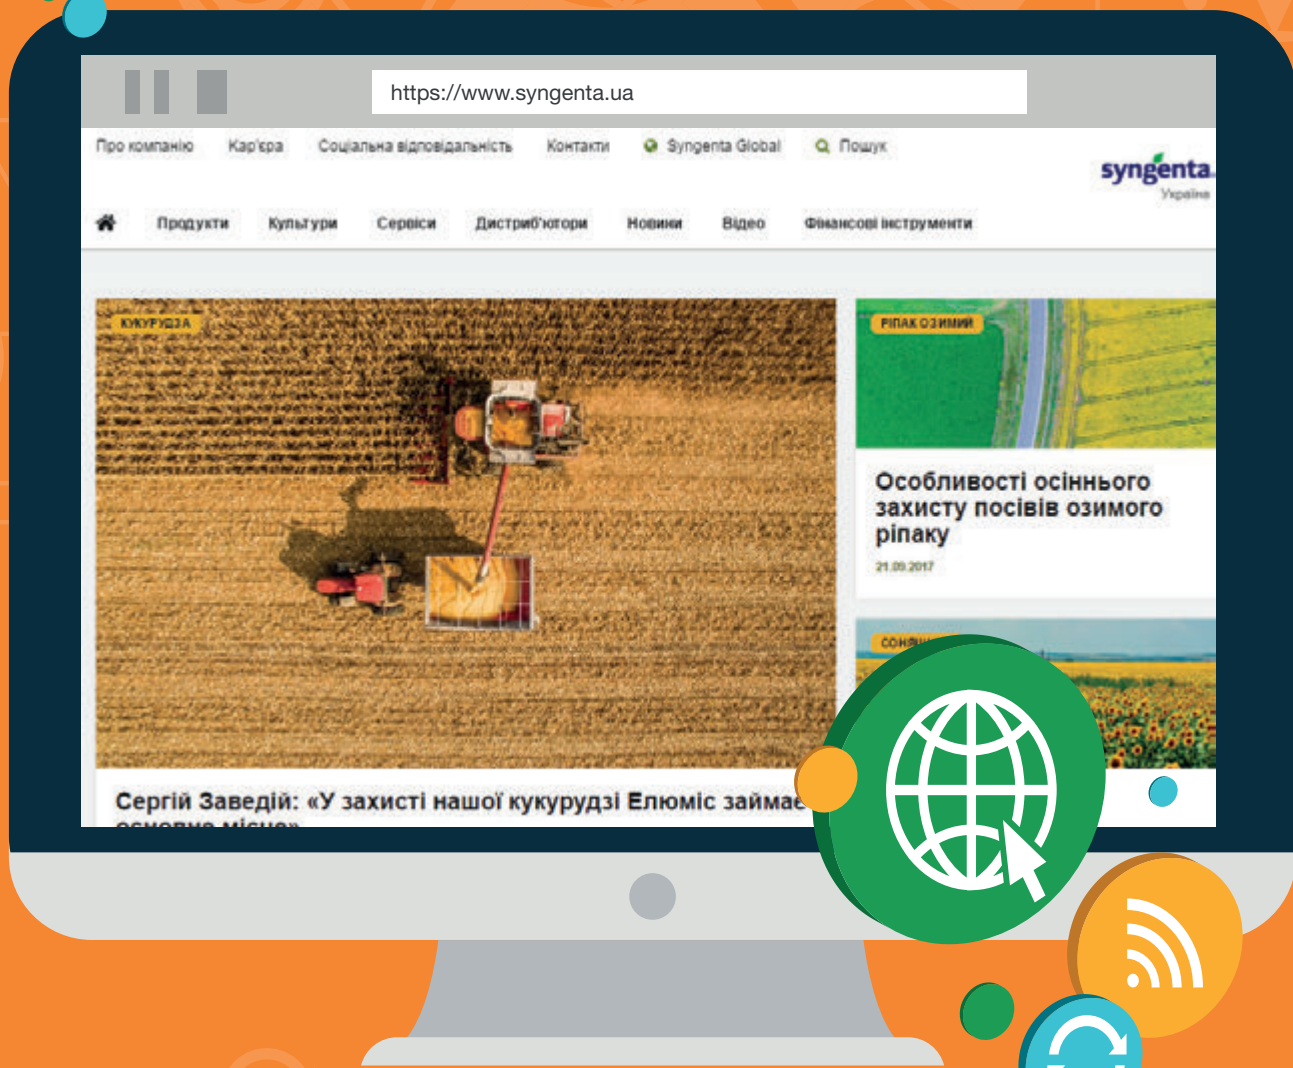 https://www.syngenta.ua
Про компанію Кар'єра Соціальна відповідальність Контакти Syngenta Global Пошук
syngenta
Україна
Продукти Культури Сервіси Дистриб'ютори Новини Відео Фінансові інструменти
КУКУРУДЗА
РІПАК ОЗИМИЙ
Особливості осіннього
захисту посівів озимого
ріпаку
21.09.2017
Сергій Заведій: «У захисті нашої кукурудзі Елюміс займає
основне місце»